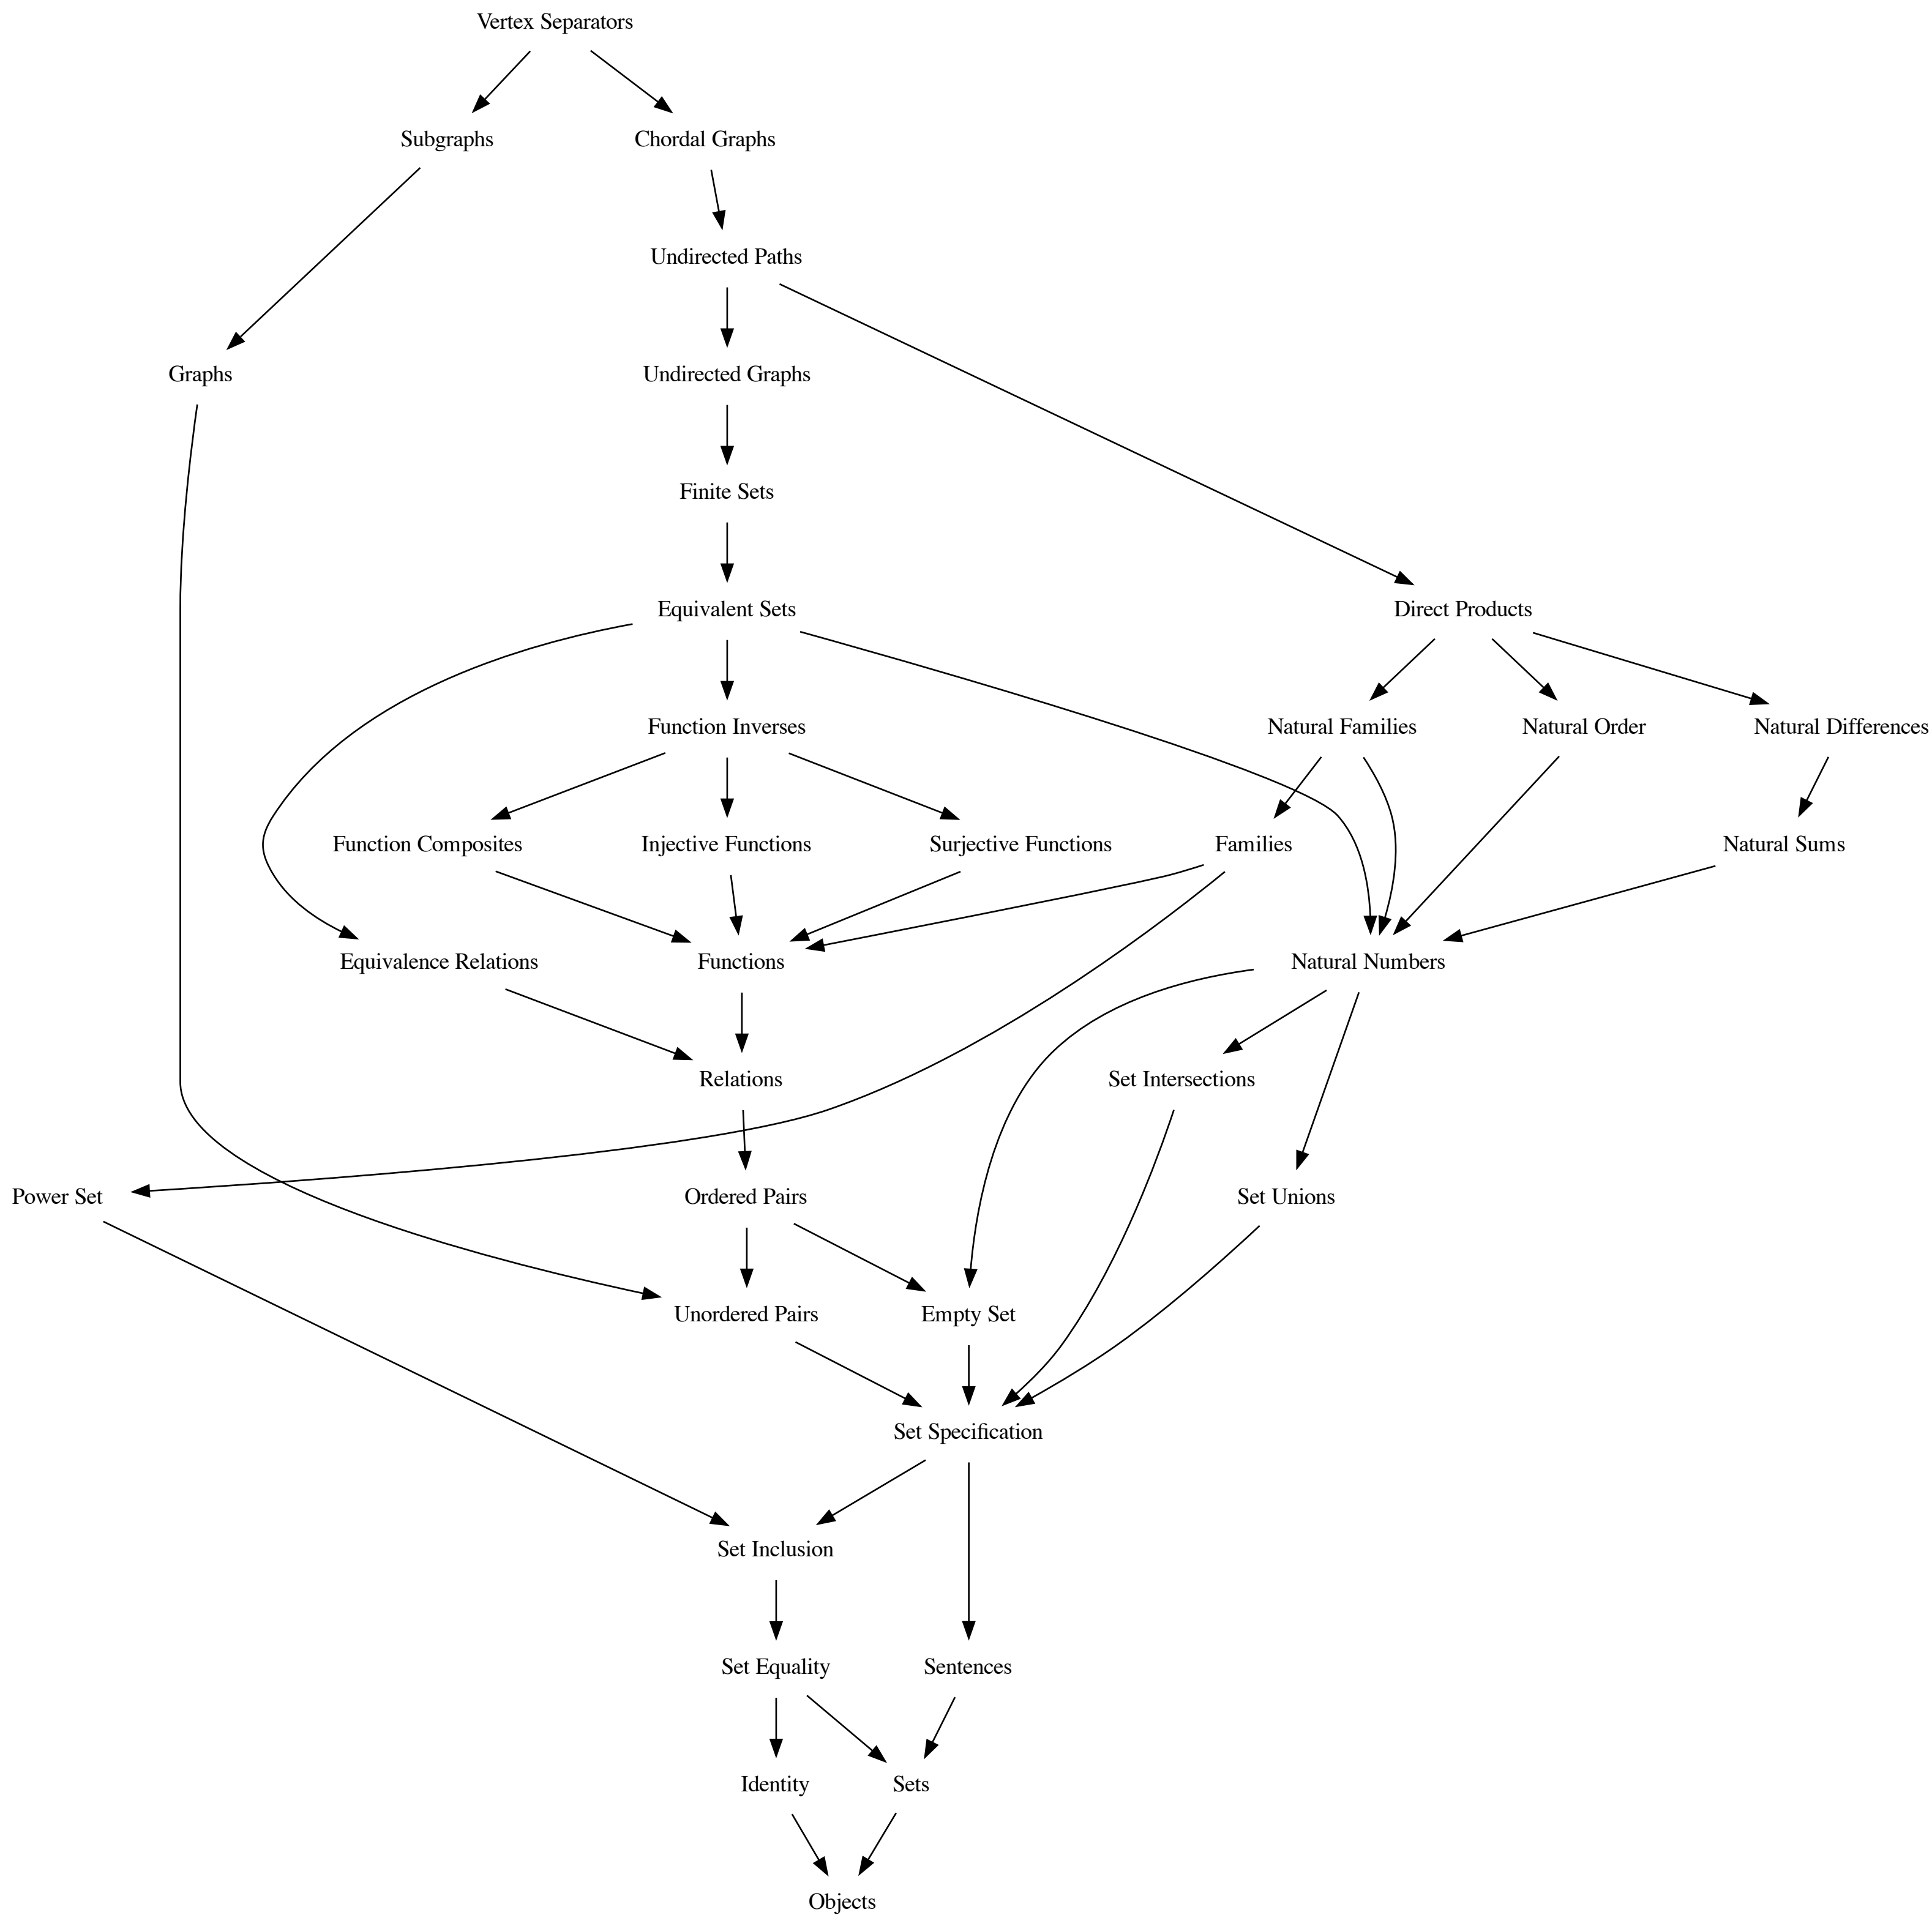 Vertex Separators
Subgraphs
Chordal Graphs
Undirected Paths
Graphs
Undirected Graphs
Finite Sets
Equivalent Sets
Direct Products
Function Inverses
Natural Families
Natural Order
Natural Differences
Function Composites
Injective Functions
Surjective Functions
Families
Natural Sums
Equivalence Relations
Functions
Natural Numbers
Relations
Set Intersections
Power Set
Ordered Pairs
Set Unions
Unordered Pairs
Empty Set
Set Specification
Set Inclusion
Set Equality
Sentences
Identity
Sets
Objects